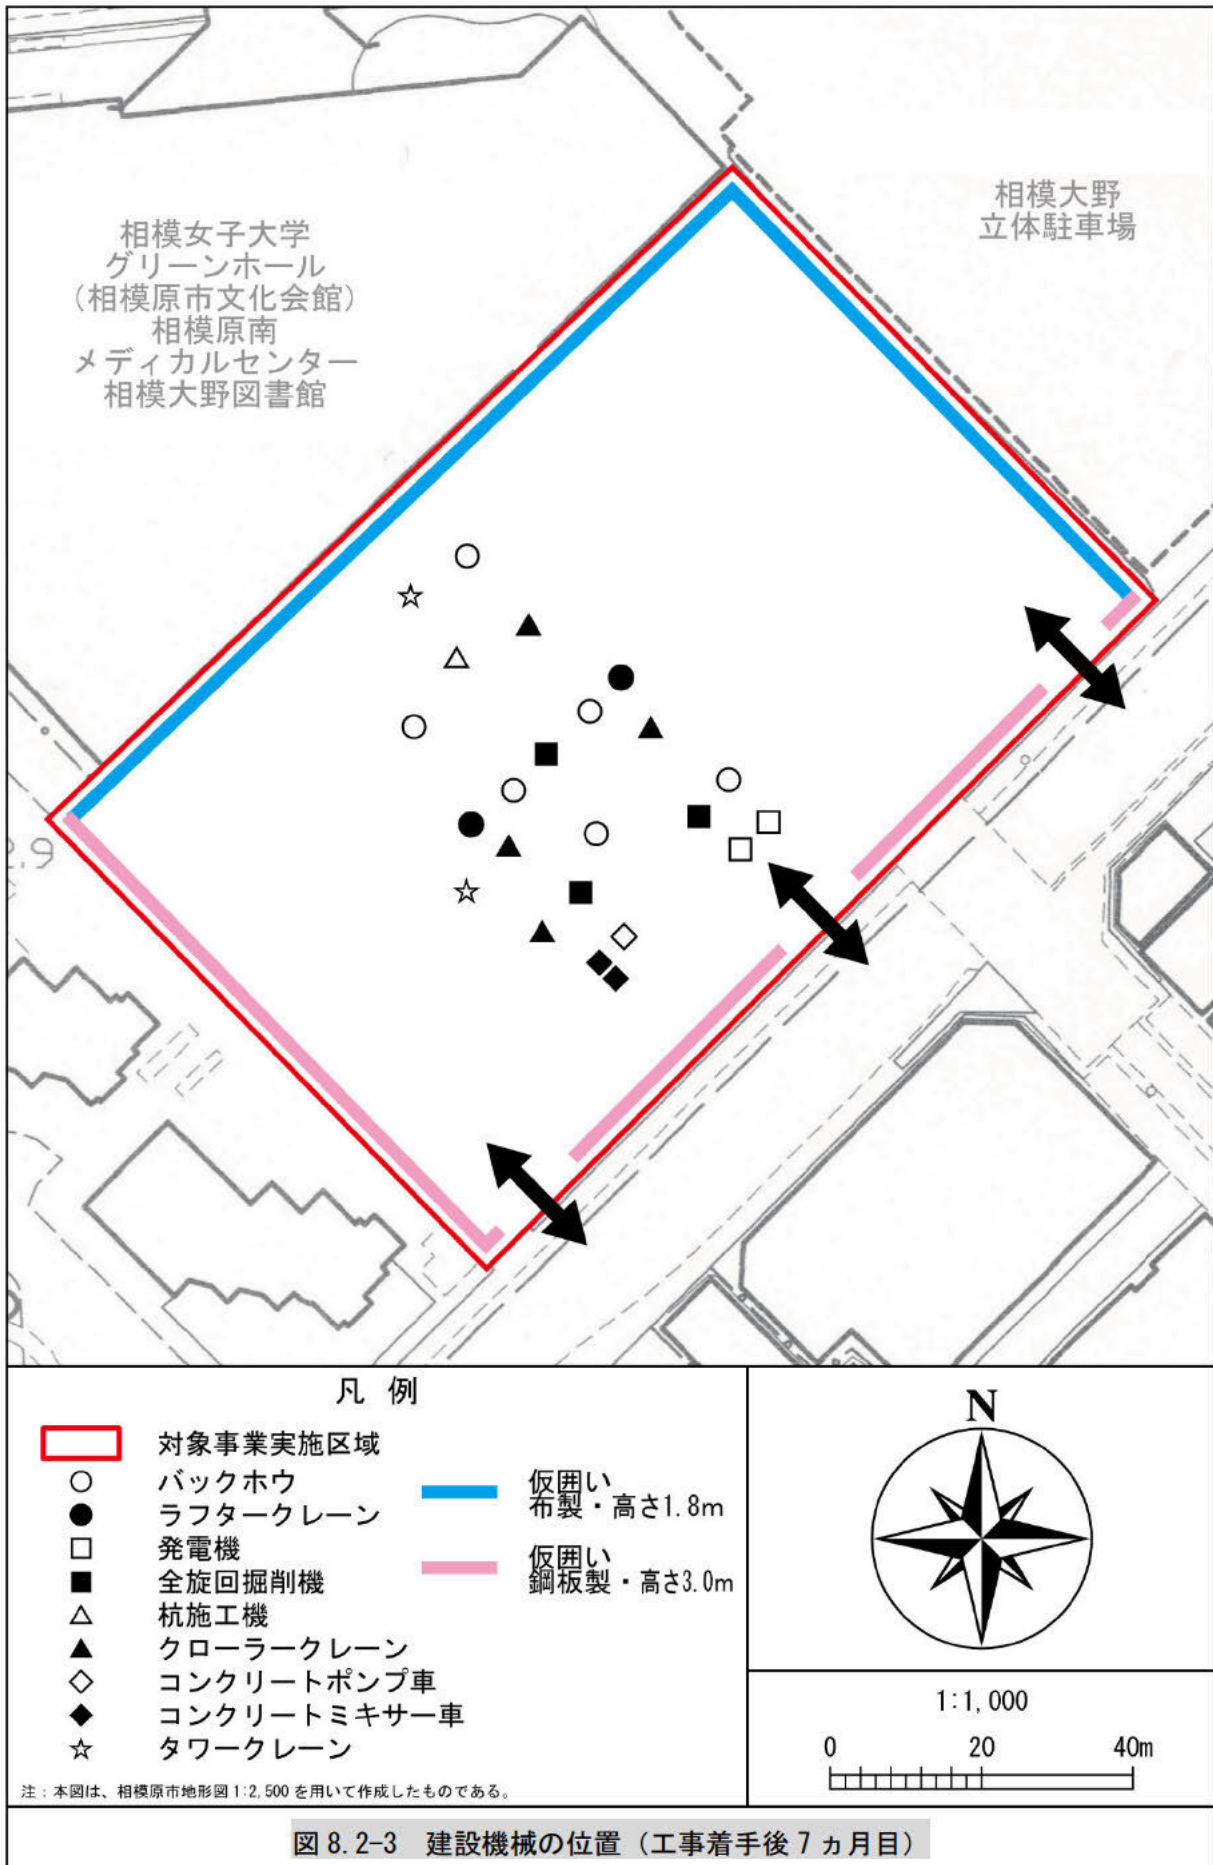 相模大野
立体駐車場
相模女子大学
グリーンホール
(相模原市文化会館)
相模原南
メディカルセンター
相模大野図書館
2.9
凡 例
対象事業実施区域
バックホウ
ラフタークレーン
発電機
全旋回掘削機
杭施工機
クローラークレーン
コンクリートポンプ車
コンクリートミキサー車
タワークレーン
仮囲い
布製・高さ1.8m
仮囲い
鋼板製・高さ3.0m
注：本図は、相模原市地形図1:2,500を用いて作成したものである。
N
1:1,000
0 20 40m
図 8.2-3 建設機械の位置（工事着手後 7 ヵ月目）